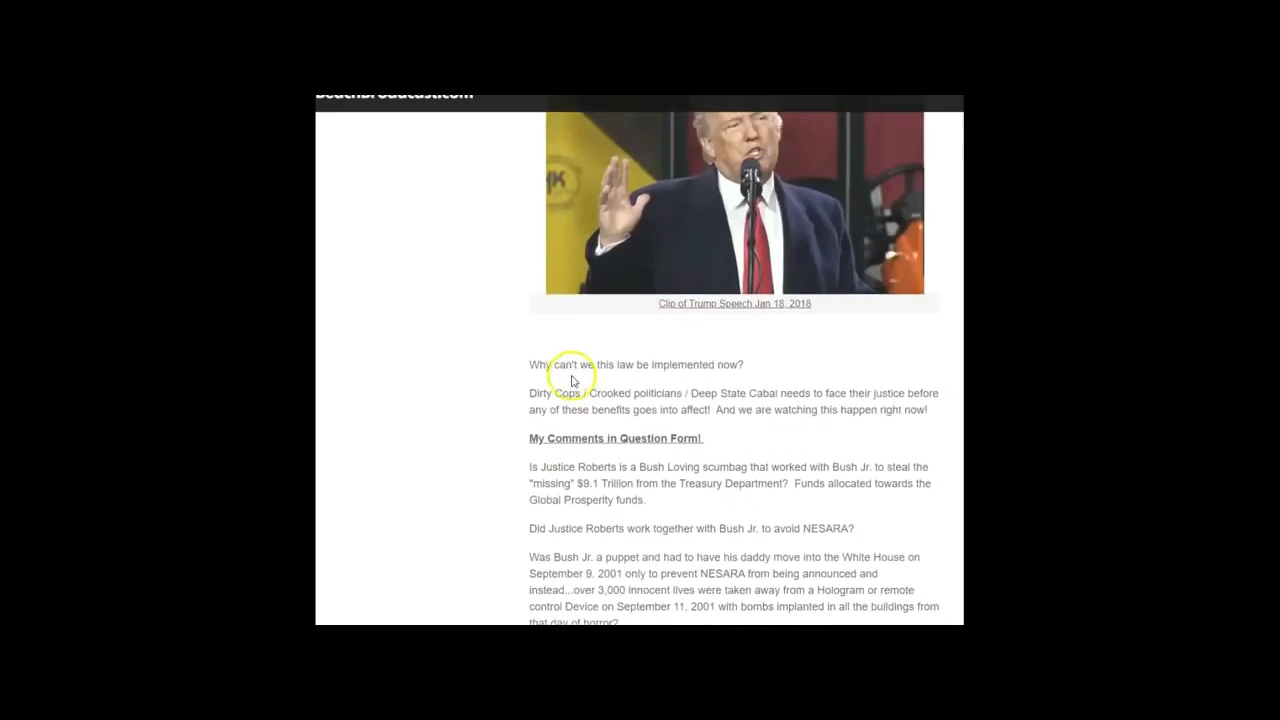 BeachBroadcast.com
Clip of Trump Speech Jan 18, 2018
Why can't we this law be implemented now?
Dirty Cops / Crooked politicians / Deep State Cabal needs to face their justice before
any of these benefits goes into affect!  And we are watching this happen right now!
My Comments in Question Form!
Is Justice Roberts is a Bush Loving scumbag that worked with Bush Jr. to steal the
"missing" $9.1 Trillion from the Treasury Department?  Funds allocated towards the
Global Prosperity funds.
Did Justice Roberts work together with Bush Jr. to avoid NESARA?
Was Bush Jr. a puppet and had to have his daddy move into the White House on
September 9, 2001 only to prevent NESARA from being announced and
instead...over 3,000 innocent lives were taken away from a Hologram or remote
control Device on September 11, 2001 with bombs implanted in all the buildings from
that day of horror?